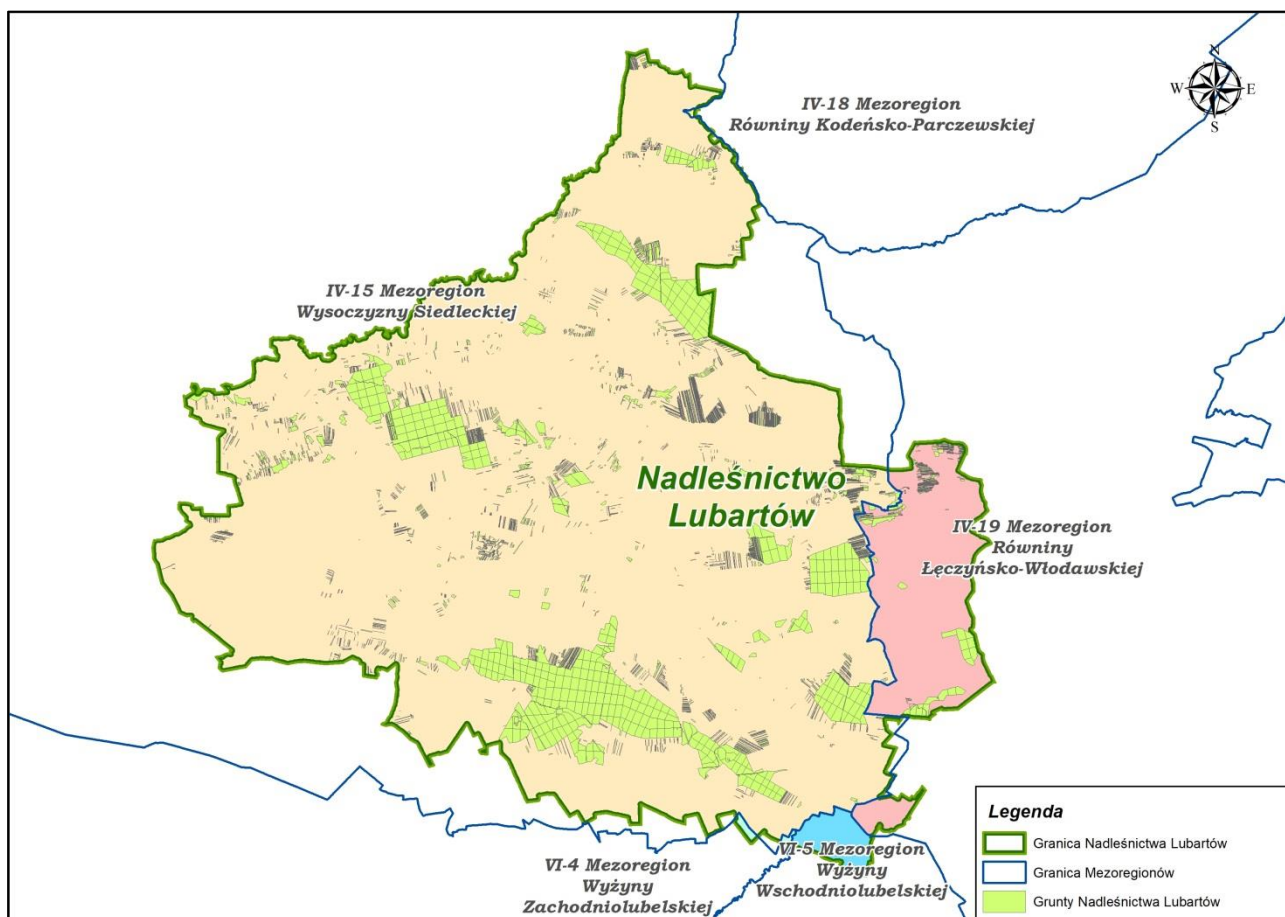 N
W
E
S
IV-18 Mezoregion
Równiny Kodeńsko-Parczewskiej
IV-15 Mezoregion
Wysoczyzny Siedleckiej
Nadleśnictwo
Lubartów
IV-19 Mezoregion
Równiny
Łęczyńsko-Włodawskiej
VI-4 Mezoregion
Wyżyny
Zachodniolubelskiej
VI-5 Mezoregion
Wyżyny
Wschodniolubelskiej
Legenda
Granica Nadleśnictwa Lubartów
Granica Mezoregionów
Grunty Nadleśnictwa Lubartów